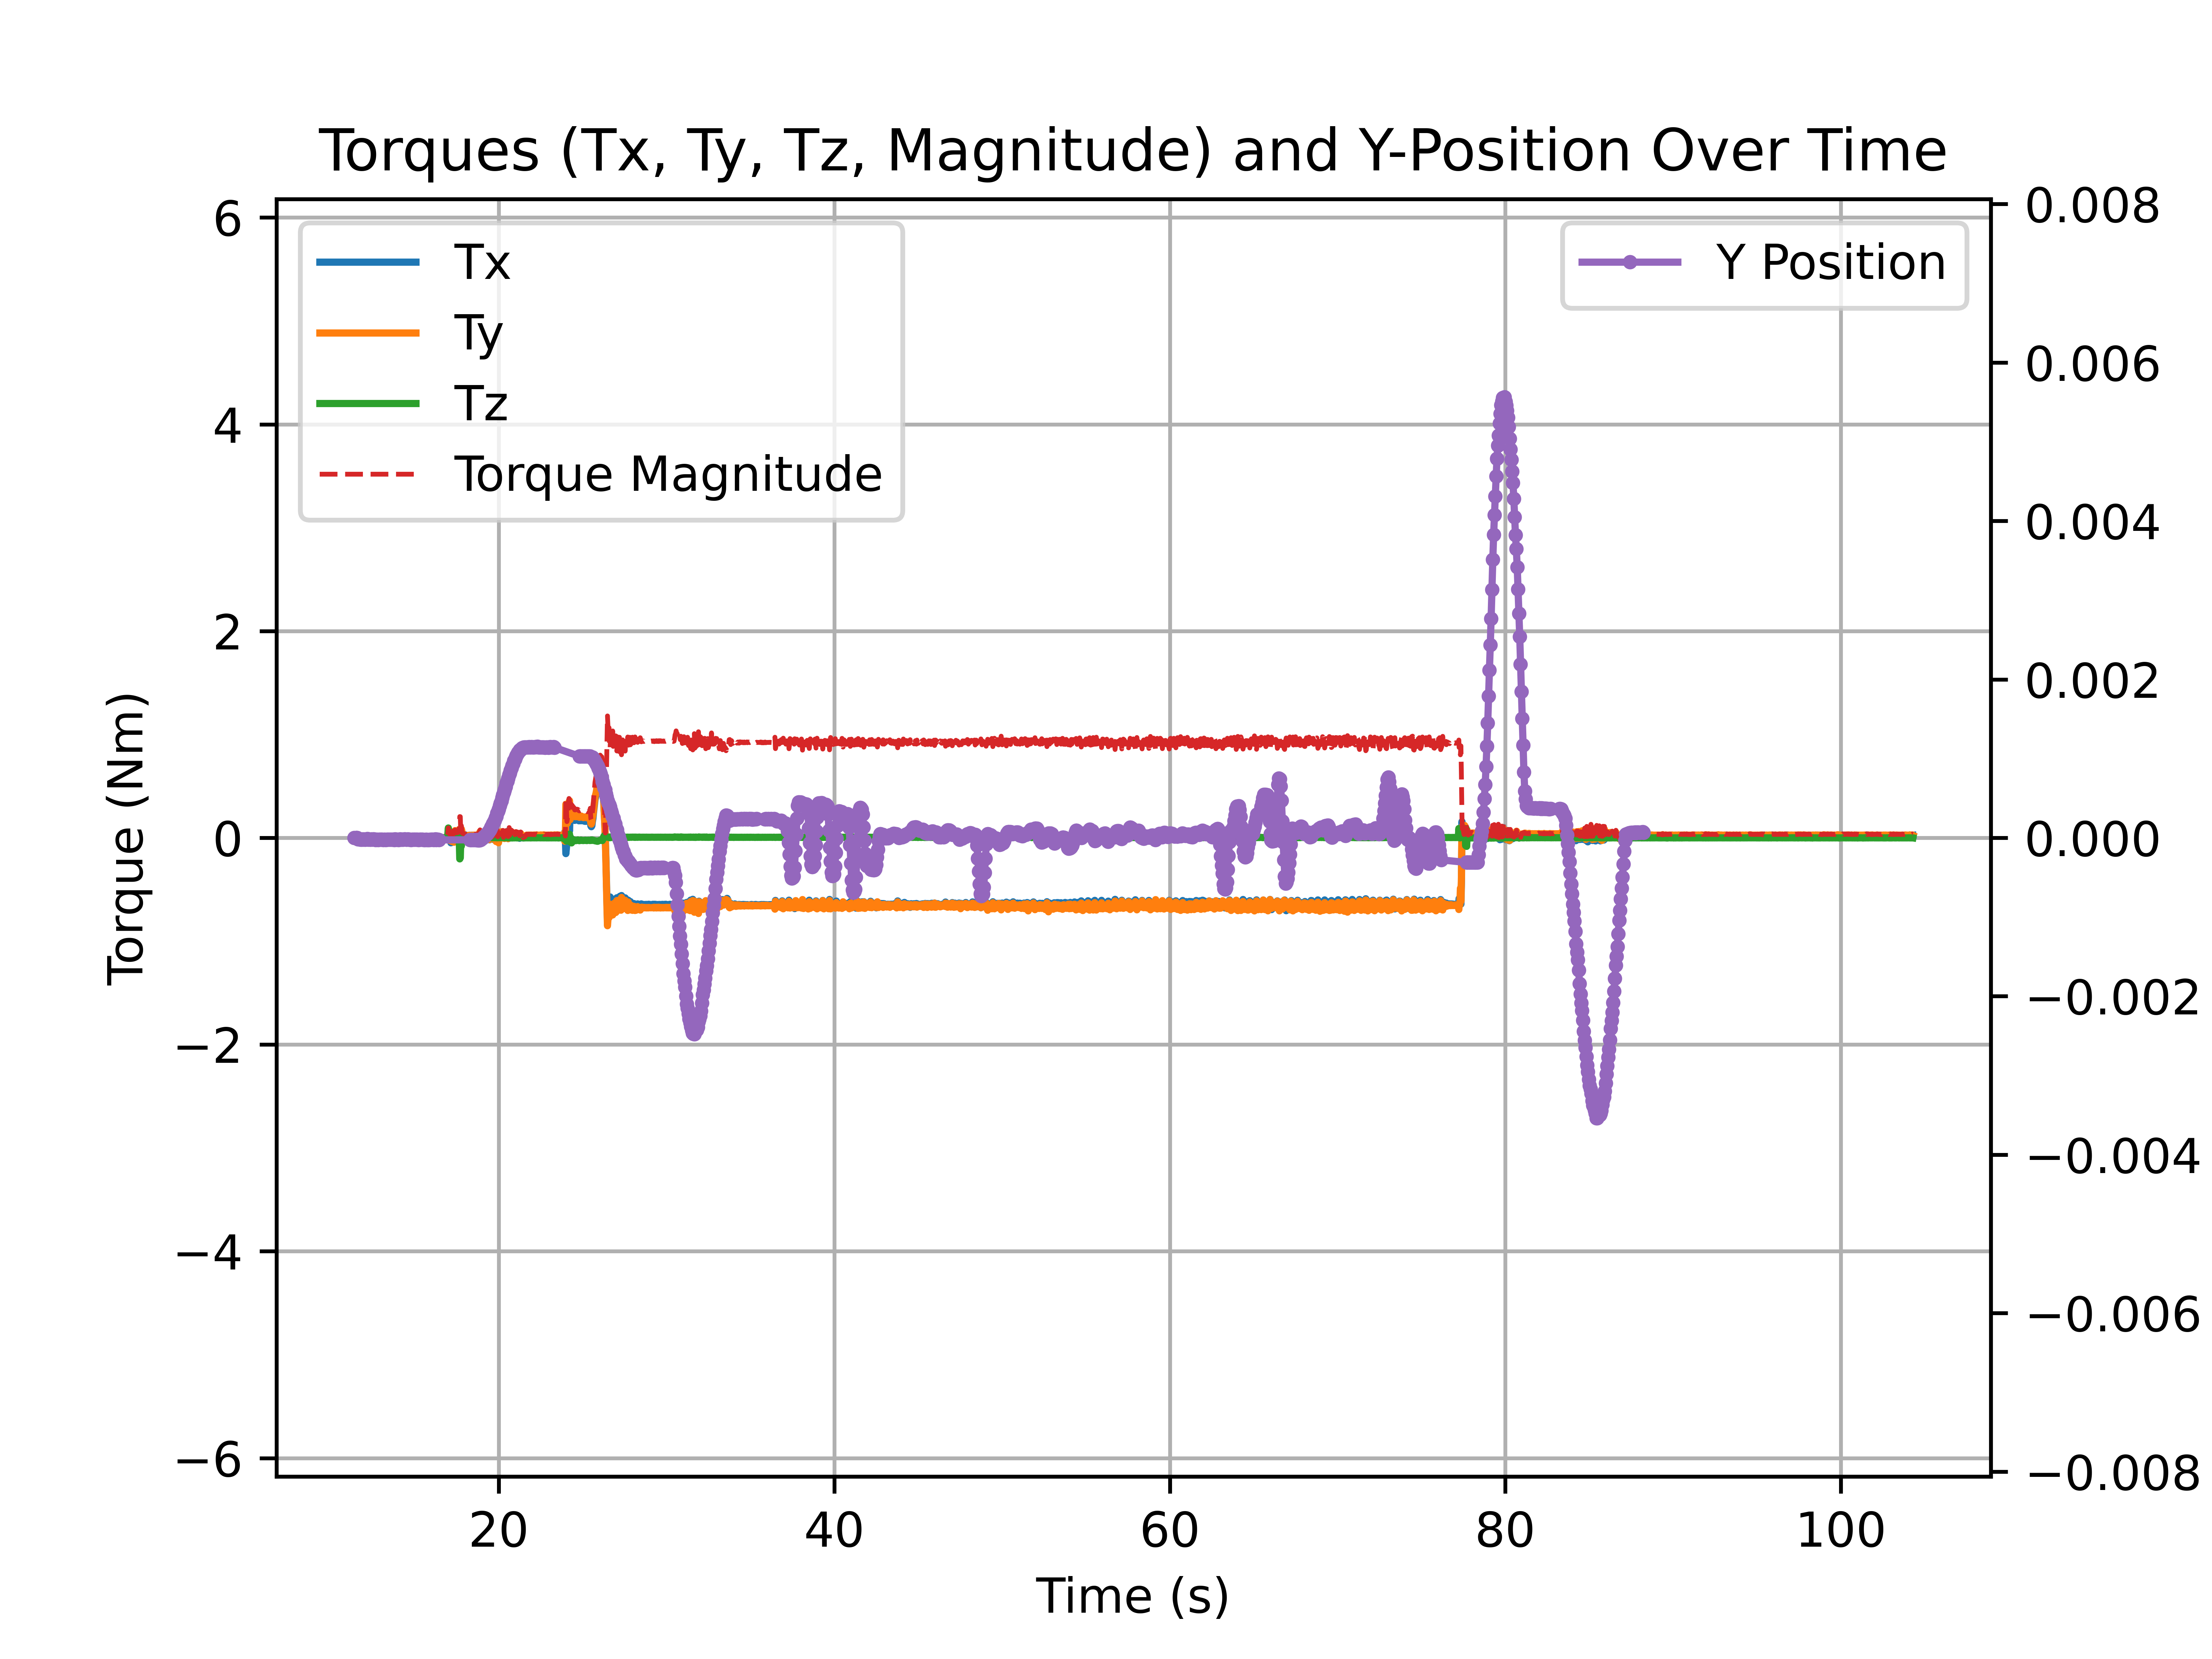 Torques (Tx, Ty, Tz, Magnitude) and Y-Position Over Time
Tx
Ty
Tz
Torque Magnitude
Y Position
Torque (Nm)
6
4
2
0
−2
−4
−6
0.008
0.006
0.004
0.002
0.000
−0.002
−0.004
−0.006
−0.008
20
40
60
80
100
Time (s)